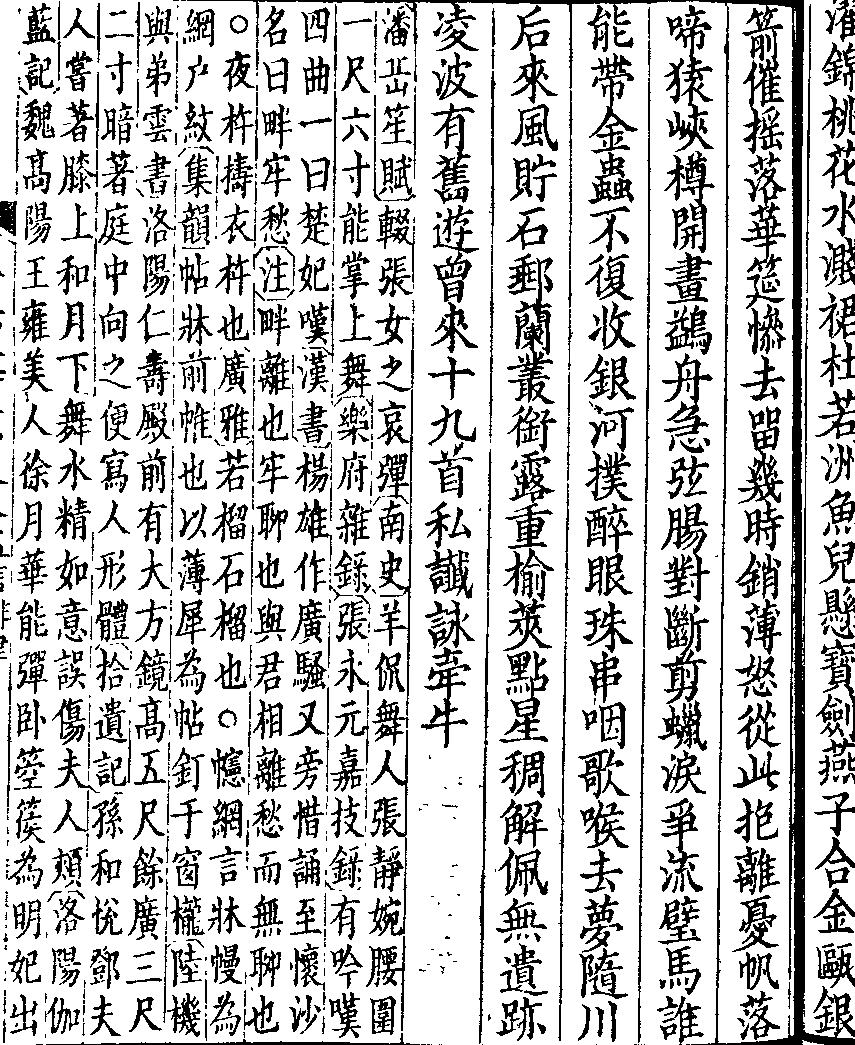 濯錦桃花水濺裙杜若洲魚兒懸寶劍燕子合金甌銀
箭催摇落華筵慘去留幾時銷薄怒從此抱離憂帆落
啼猿峽樽開畫鷁舟急弦腸對斷剪蠟淚爭流璧馬誰
能帶金蟲不復收銀河撲醉眼珠串咽歌喉去夢隨川
后來風貯石郵蘭叢銜露重榆莢點星稠解佩無遺跡
凌波有舊遊曾來十九首私讖詠牽牛
潘岳笙賦輟張女之哀彈南史羊侃舞人張靜婉腰圍
一尺六寸能掌上舞樂府雜錄張永元嘉技錄有吟嘆
四曲一曰楚妃嘆漢書楊雄作廣騷又旁惜誦至懷沙
名曰畔牢愁注畔離也牢聊也與君相離愁而無聊也
○夜杵擣衣杵也廣雅若榴石榴也○幰網言牀幔為
網户紋集韻帖牀前帷也以薄犀為帖釘于窗櫳陸機
與弟雲書洛陽仁壽殿前有大方鏡高五尺餘廣三尺
二寸暗著庭中向之便寫人形體拾遺記孫和悅鄧夫
人嘗著膝上和月下舞水精如意誤傷夫人頰洛陽伽
藍記魏高陽王雍美人徐月華能彈卧箜篌為明妃出